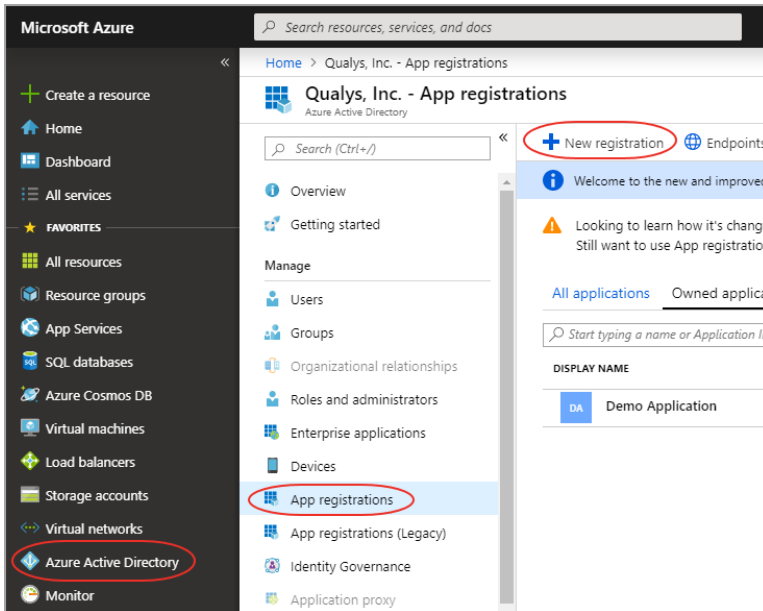 Microsoft Azure
Search resources, services, and docs
«
Create a resource
Home
Dashboard
All services
FAVORITES
All resources
Resource groups
App Services
SQL
SQL databases
Azure Cosmos DB
Virtual machines
Load balancers
Storage accounts
Virtual networks
Azure Active Directory
Monitor
Home > Qualys, Inc. - App registrations
Qualys, Inc. - App registrations
Azure Active Directory
Search (Ctrl+/)
«
Overview
Getting started
Manage
Users
Groups
Organizational relationships
Roles and administrators
Enterprise applications
Devices
App registrations
App registrations (Legacy)
Identity Governance
Application proxy
New registration
Endpoints
Welcome to the new and improved
Looking to learn how it's chang
Still want to use App registratio
All applications
Owned applica
Start typing a name or Application I
DISPLAY NAME
DA
Demo Application